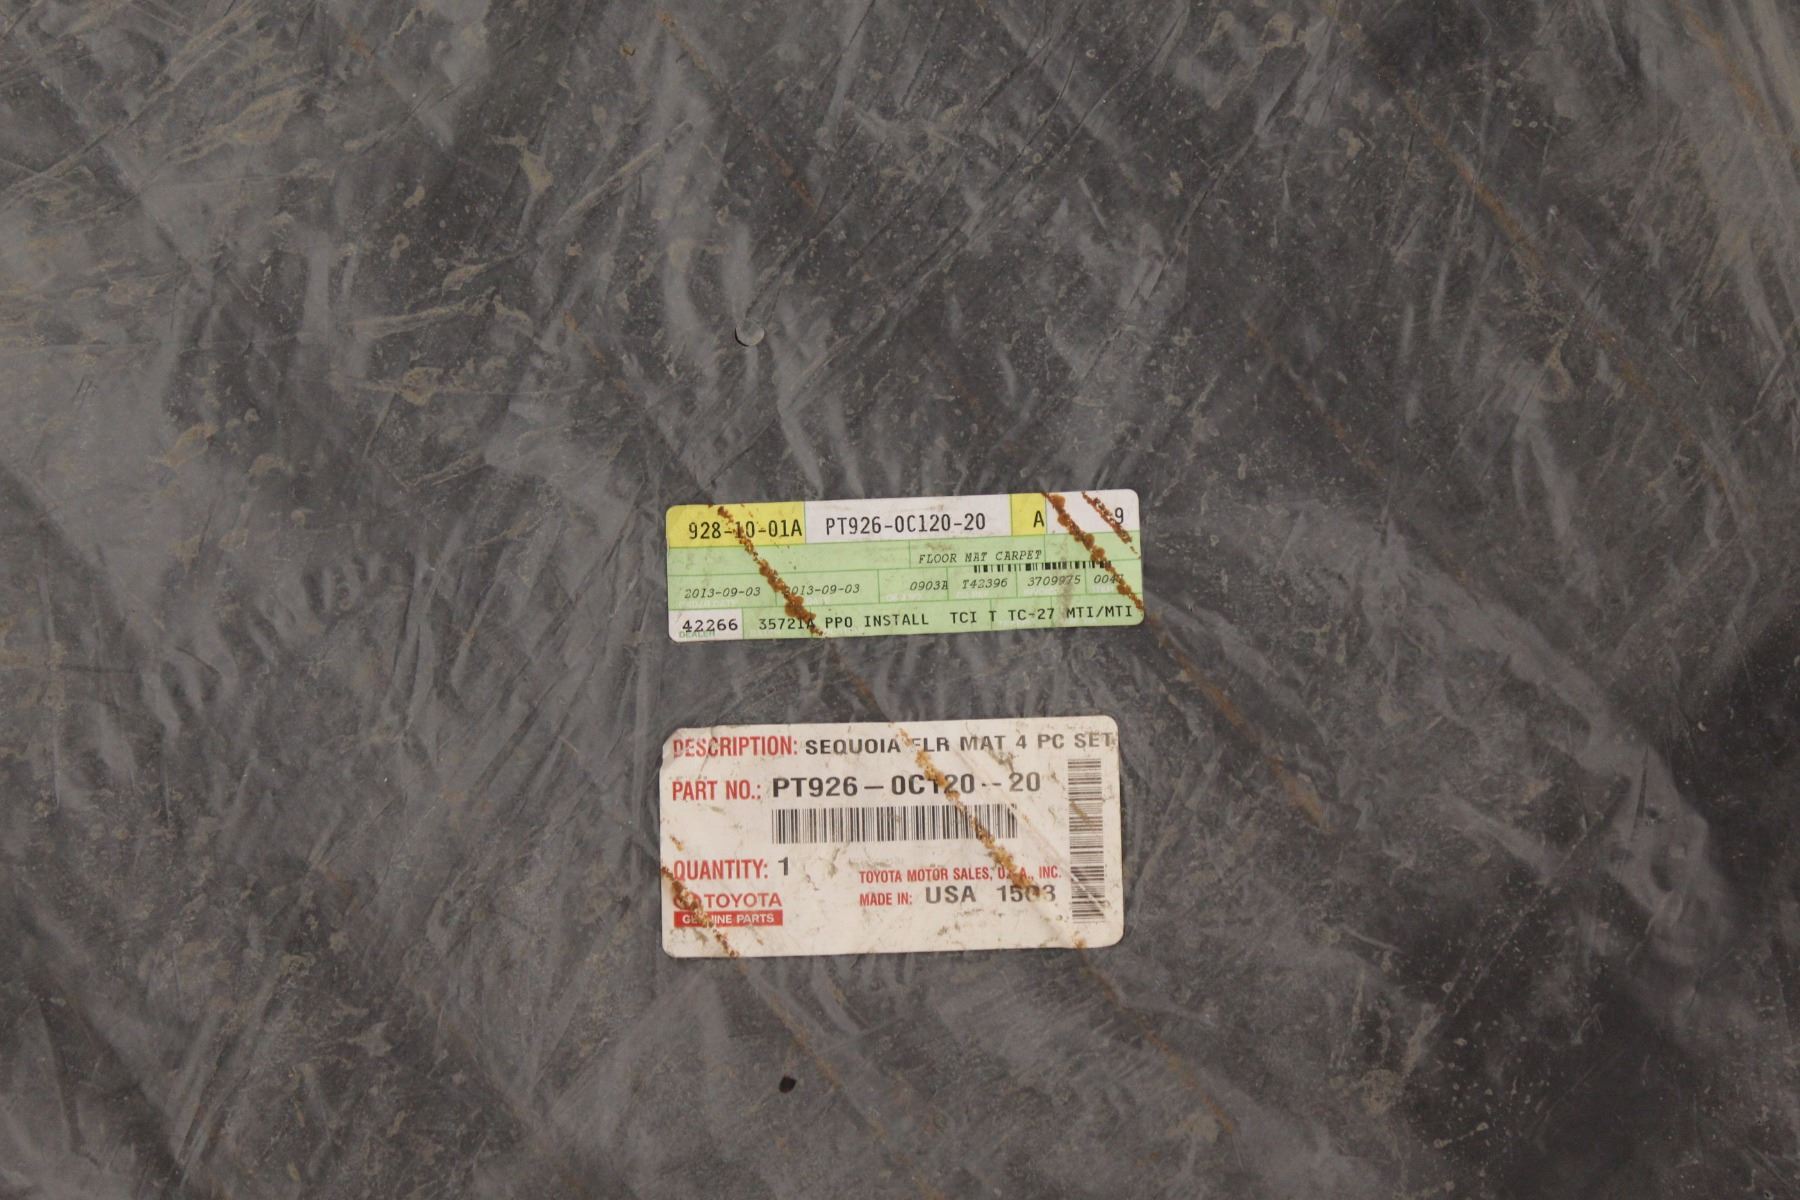 928-10-01A PT926-0C120-20 A 9
FLOOR MAT CARPET
2013-09-03 2013-09-03 0903A T42396 3709975
42266 35721A PPO INSTALL TCI T TC-27 MTI/MTI
DEALER
DESCRIPTION: SEQUOIA FLR MAT 4 PC SET
PART NO.: PT926-0C120-20
QUANTITY: 1
TOYOTA MOTOR SALES, U.S.A., INC.
TOYOTA
MADE IN: USA 1503
GENUINE PARTS